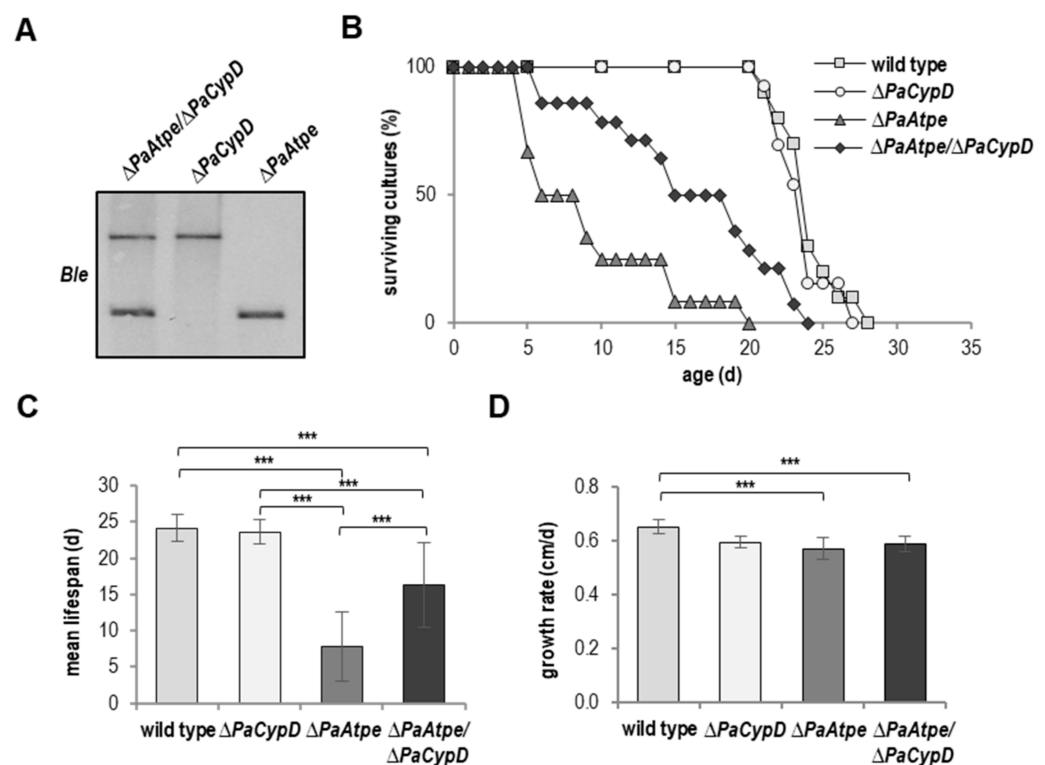 A
ΔPaAtpe/ΔPaCypD
ΔPaCypD
ΔPaAtpe
Ble
B
surviving cultures (%)
100
50
0
0 5 10 15 20 25 30 35
age (d)
wild type
ΔPaCypD
ΔPaAtpe
ΔPaAtpe/ΔPaCypD
C
mean lifespan (d)
30
25
20
15
10
5
0
***
***
***
***
***
wild type ΔPaCypD ΔPaAtpe ΔPaAtpe/
ΔPaCypD
D
growth rate (cm/d)
0.8
0.6
0.4
0.2
0.0
***
***
wild type ΔPaCypD ΔPaAtpe ΔPaAtpe/
ΔPaCypD